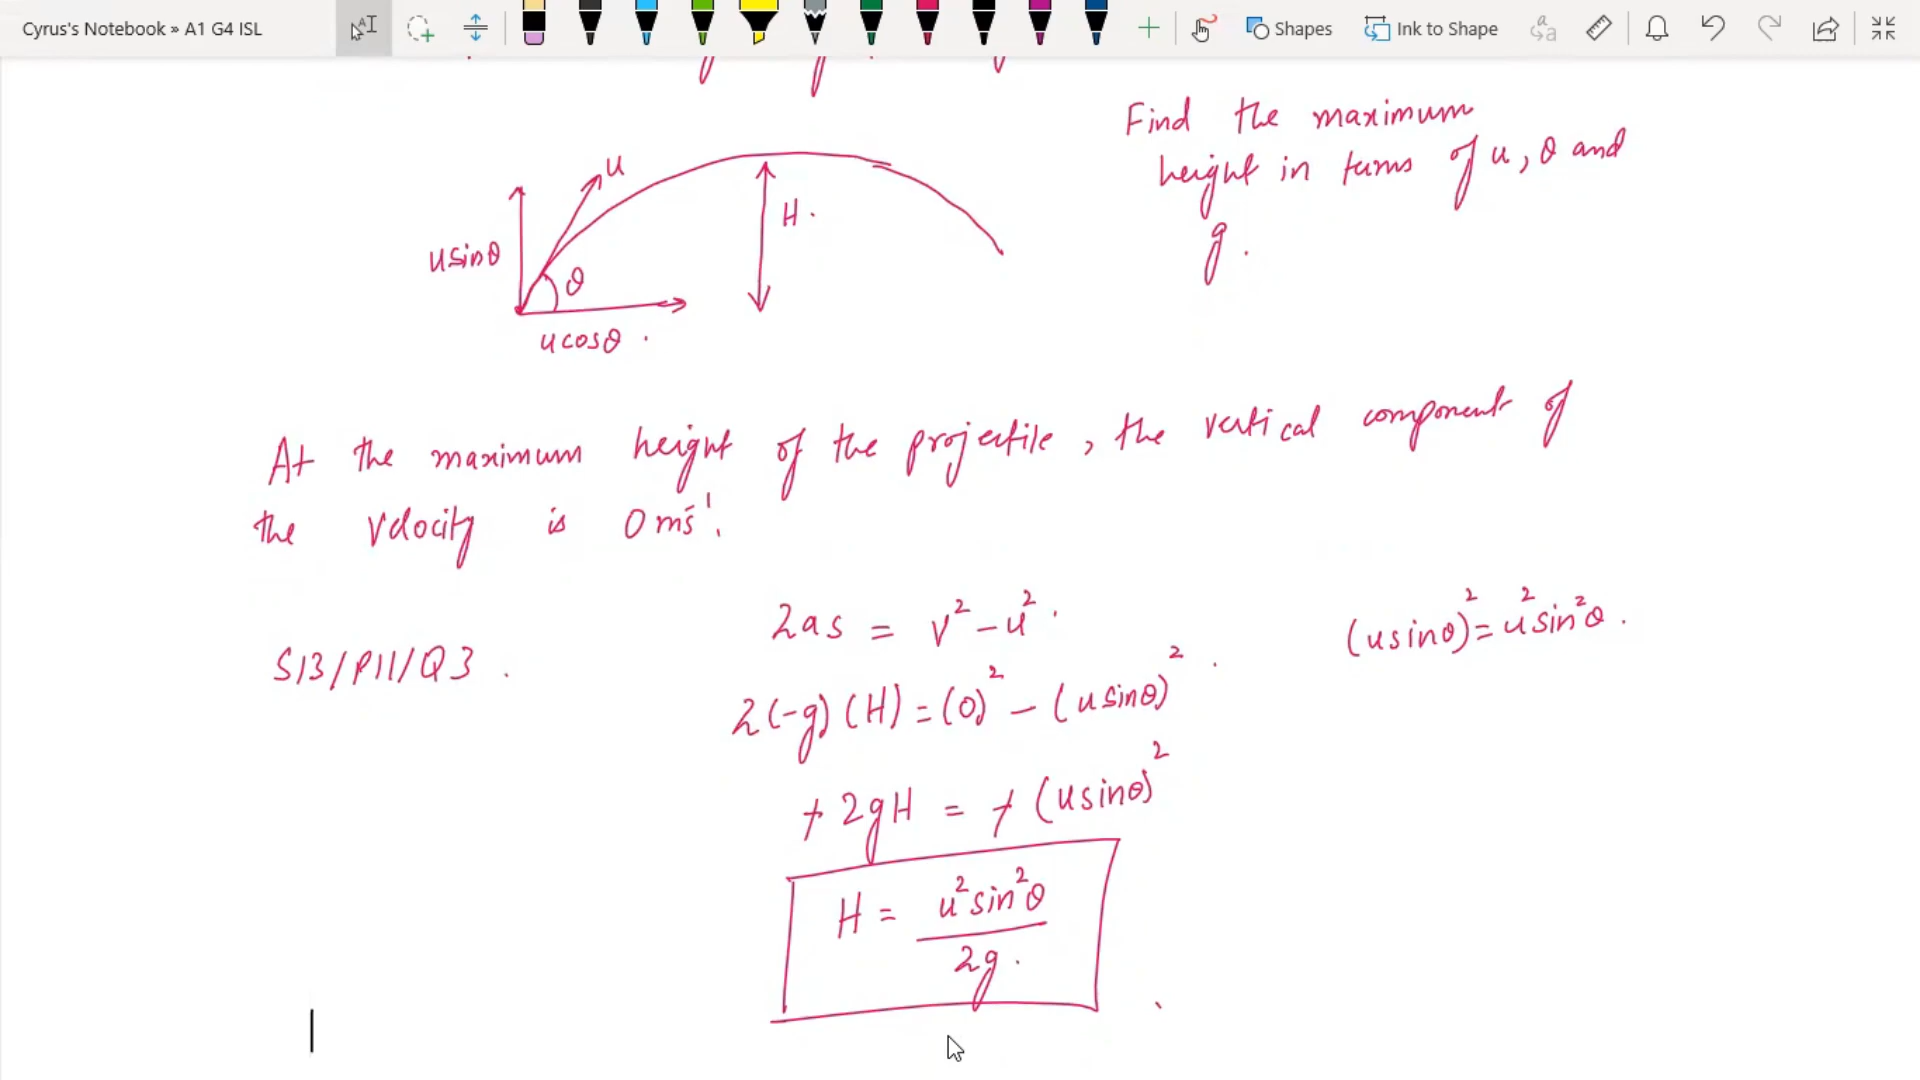 Cyrus's Notebook » A1 G4 ISL
Shapes
Ink to Shape
Find the maximum
height in terms of u, θ and
g.
u
H.
usinθ
θ
ucosθ.
At the maximum height of the projectile, the vertical component of
the velocity is 0 ms⁻¹.
2as = v² - u².
(usinθ)² = u²sin²θ.
S13/P11/Q3.
2(-g)(H) = (0)² - (usinθ)².
+2gH = +(usinθ)²
H = u²sin²θ
2g.